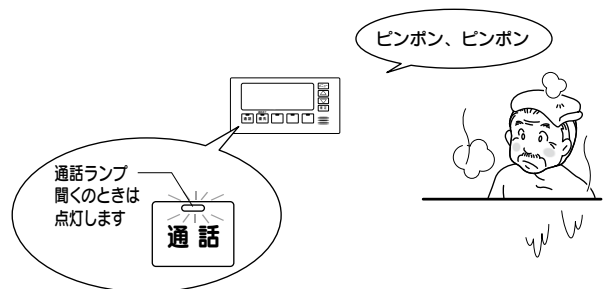 ピンポン、ピンポン
通話ランプ
聞くのときは
点灯します
通 話